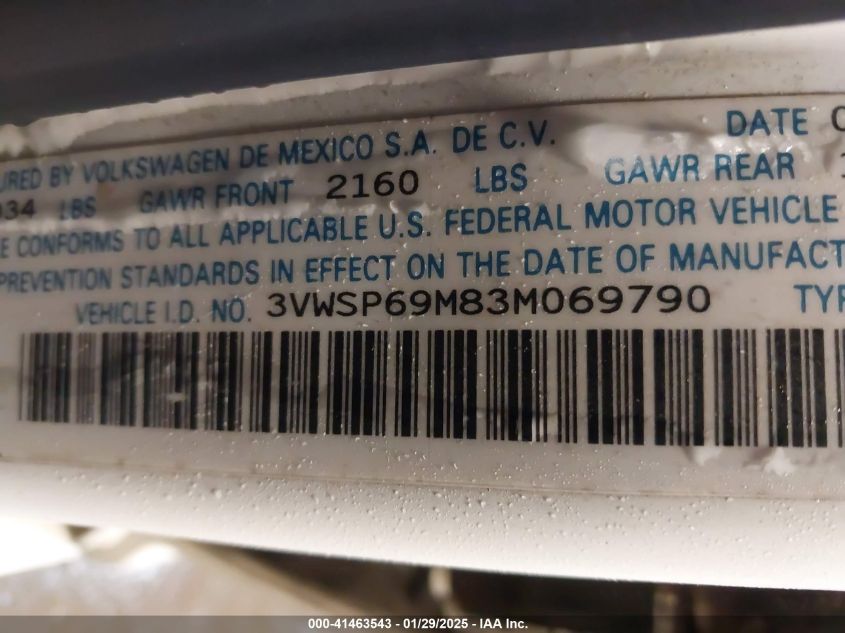 BY VOLKSWAGEN DE MEXICO S.A. DE C.V. DATE
LBS GAWR FRONT 2160 LBS GAWR REAR
CONFORMS TO ALL APPLICABLE U.S. FEDERAL MOTOR VEHICLE
PREVENTION STANDARDS IN EFFECT ON THE DATE OF MANUFACT
VEHICLE I.D. NO. 3VWSP69M83M069790 TYP
000-41463543 - 01/29/2025 - IAA Inc.